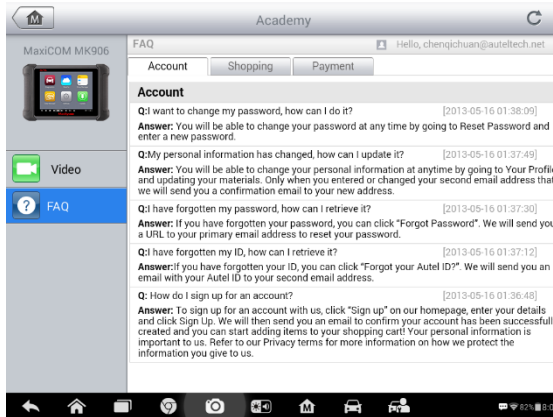 Academy
MaxiCOM MK906
FAQ
Hello, chenqichuan@auteltech.net
Account Shopping Payment
Account
Q:I want to change my password, how can I do it? [2013-05-16 01:38:09]
Answer: You will be able to change your password at any time by going to Reset Password and
enter a new password.
Q:My personal information has changed, how can I update it? [2013-05-16 01:37:49]
Answer: You will be able to change your personal information at anytime by going to Your Profile
and updating your materials. Only when you entered or changed your second email address that
we will send you a confirmation email to your new address.
Q:I have forgotten my password, how can I retrieve it? [2013-05-16 01:37:30]
Answer: If you have forgotten your password, you can click “Forgot Password”. We will send you
a URL to your primary email address to reset your password.
Q:I have forgotten my ID, how can I retrieve it? [2013-05-16 01:37:12]
Answer:If you have forgotten your ID, you can click “Forgot your Autel ID?”. We will send you an
email with your Autel ID to your second email address.
Q: How do I sign up for an account? [2013-05-16 01:36:48]
Answer: To sign up for an account with us, click “Sign up” on our homepage, enter your details
and click Sign Up. We will then send you an email to confirm your account has been successfull
created and you can start adding items to your shopping cart! Your personal information is
important to us. Refer to our Privacy terms for more information on how we protect the
information you give to us.
Video
FAQ
82%